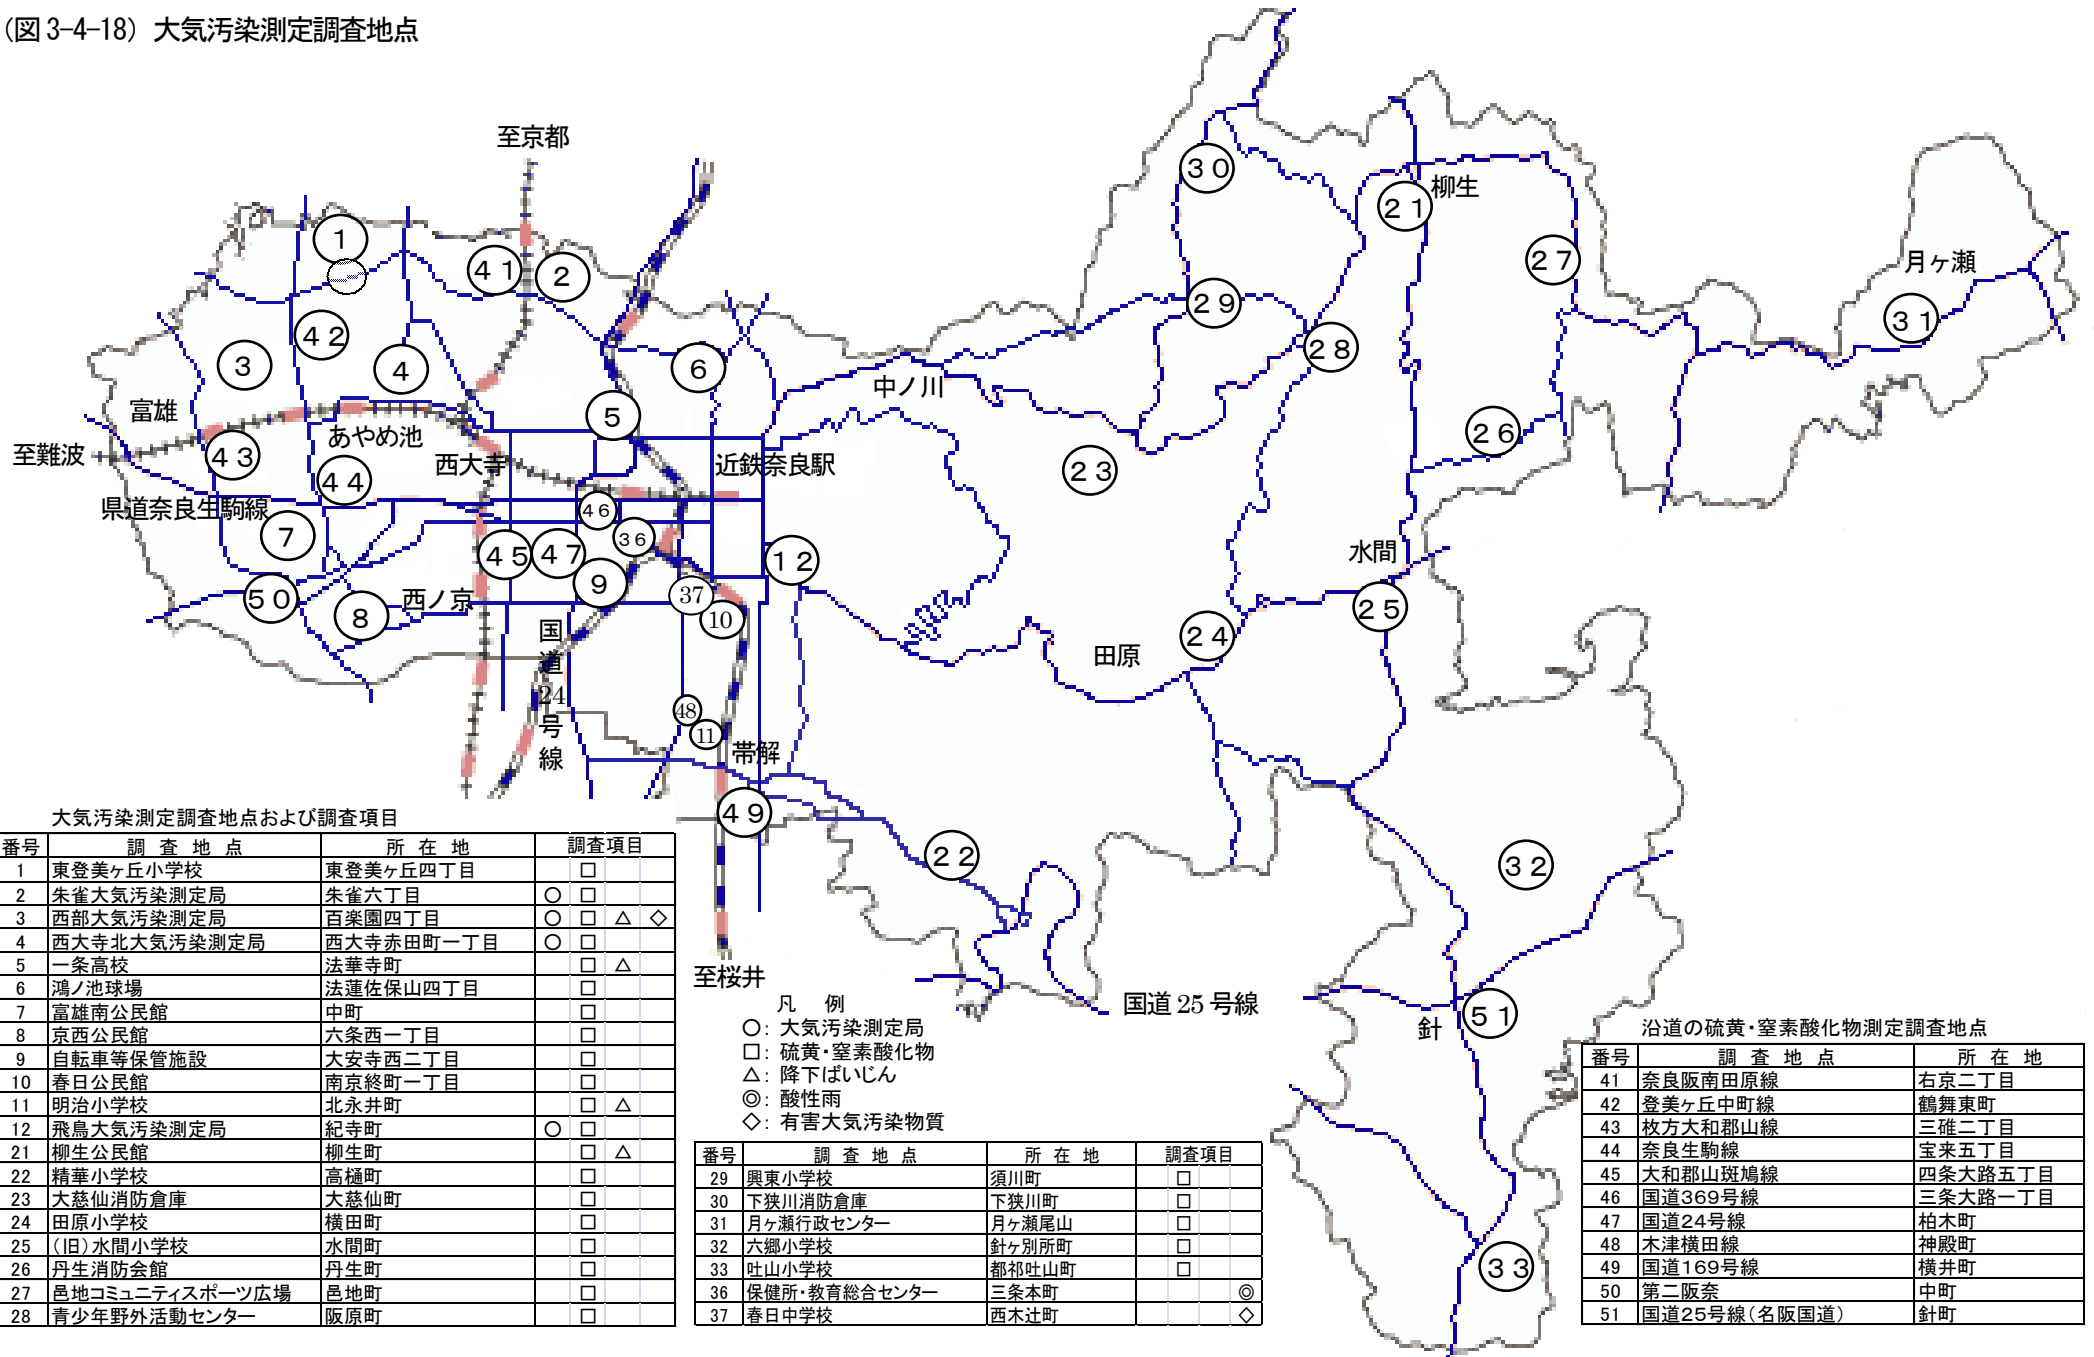 （図3-4-18）大気汚染測定調査地点
至京都
30
柳生
21
1
41
2
27
月ヶ瀬
29
31
42
28
3
4
6
中ノ川
富雄
5
あやめ池
26
至難波
43
西大寺
近鉄奈良駅
23
44
県道奈良生駒線
46
7
36
45
47
12
水間
9
50
37
西ノ京
25
8
10
国道24号線
24
田原
48
11
帯解
49
22
32
至桜井
国道25号線
51
針
33
大気汚染測定調査地点および調査項目
番号 調査地点 所在地 調査項目
1 東登美ヶ丘小学校 東登美ヶ丘四丁目 □
2 朱雀大気汚染測定局 朱雀六丁目 ○ □
3 西部大気汚染測定局 百楽園四丁目 ○ □ △ ◇
4 西大寺北大気汚染測定局 西大寺赤田町一丁目 ○ □
5 一条高校 法華寺町 □ △
6 鴻ノ池球場 法蓮佐保山四丁目 □
7 富雄南公民館 中町 □
8 京西公民館 六条西一丁目 □
9 自転車等保管施設 大安寺西二丁目 □
10 春日公民館 南京終町一丁目 □
11 明治小学校 北永井町 □ △
12 飛鳥大気汚染測定局 紀寺町 ○ □
21 柳生公民館 柳生町 □ △
22 精華小学校 高樋町 □
23 大慈仙消防倉庫 大慈仙町 □
24 田原小学校 横田町 □
25 （旧）水間小学校 水間町 □
26 丹生消防会館 丹生町 □
27 邑地コミュニティスポーツ広場 邑地町 □
28 青少年野外活動センター 阪原町 □
凡 例
○：大気汚染測定局
□：硫黄・窒素酸化物
△：降下ばいじん
◎：酸性雨
◇：有害大気汚染物質
番号 調査地点 所在地 調査項目
29 興東小学校 須川町 □
30 下狭川消防倉庫 下狭川町 □
31 月ヶ瀬行政センター 月ヶ瀬尾山 □
32 六郷小学校 針ヶ別所町 □
33 吐山小学校 都祁吐山町 □
36 保健所・教育総合センター 三条本町 ◎
37 春日中学校 西木辻町 ◇
沿道の硫黄・窒素酸化物測定調査地点
番号 調査地点 所在地
41 奈良阪南田原線 右京二丁目
42 登美ヶ丘中町線 鶴舞東町
43 枚方大和郡山線 三碓二丁目
44 奈良生駒線 宝来五丁目
45 大和郡山斑鳩線 四条大路五丁目
46 国道369号線 三条大路一丁目
47 国道24号線 柏木町
48 木津横田線 神殿町
49 国道169号線 横井町
50 第二阪奈 中町
51 国道25号線（名阪国道） 針町